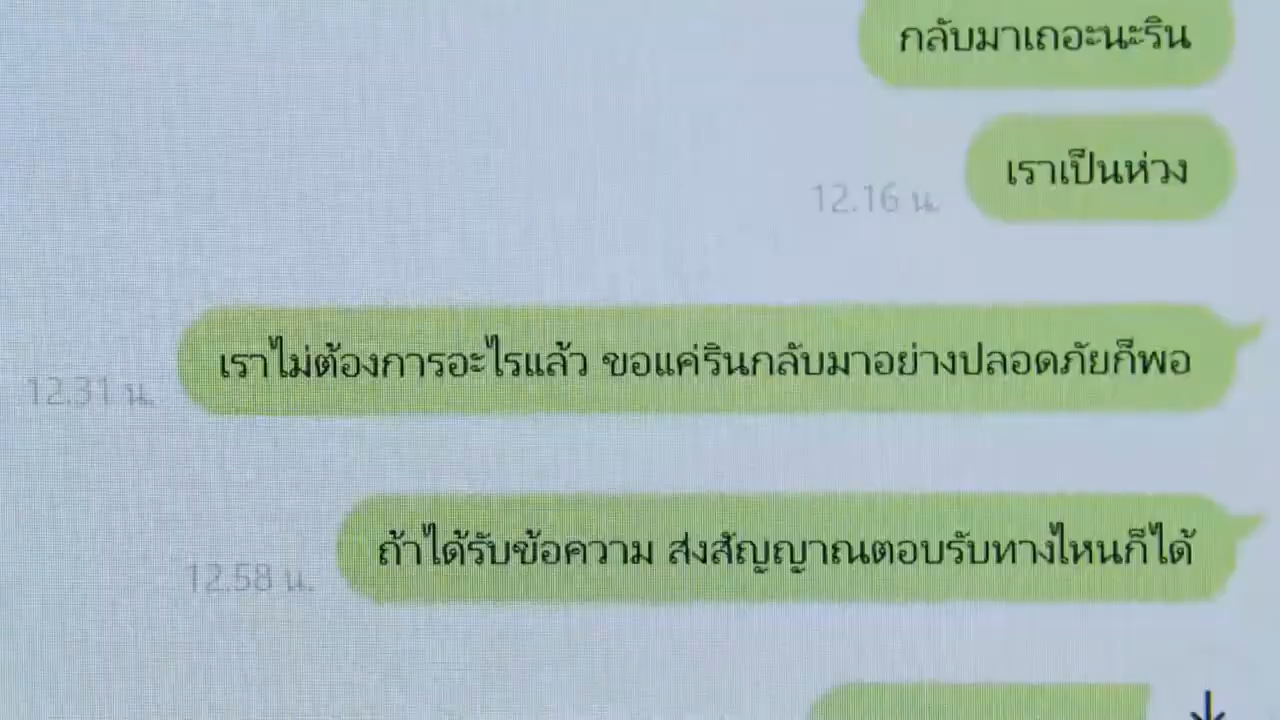 กลับมาเถอะนะริน
เราเป็นห่วง
12.16 น.
เราไม่ต้องการอะไรแล้ว ขอแค่รินกลับมาอย่างปลอดภัยก็พอ
12.31 น.
ถ้าได้รับข้อความ ส่งสัญญาณตอบรับทางไหนก็ได้
12.58 น.